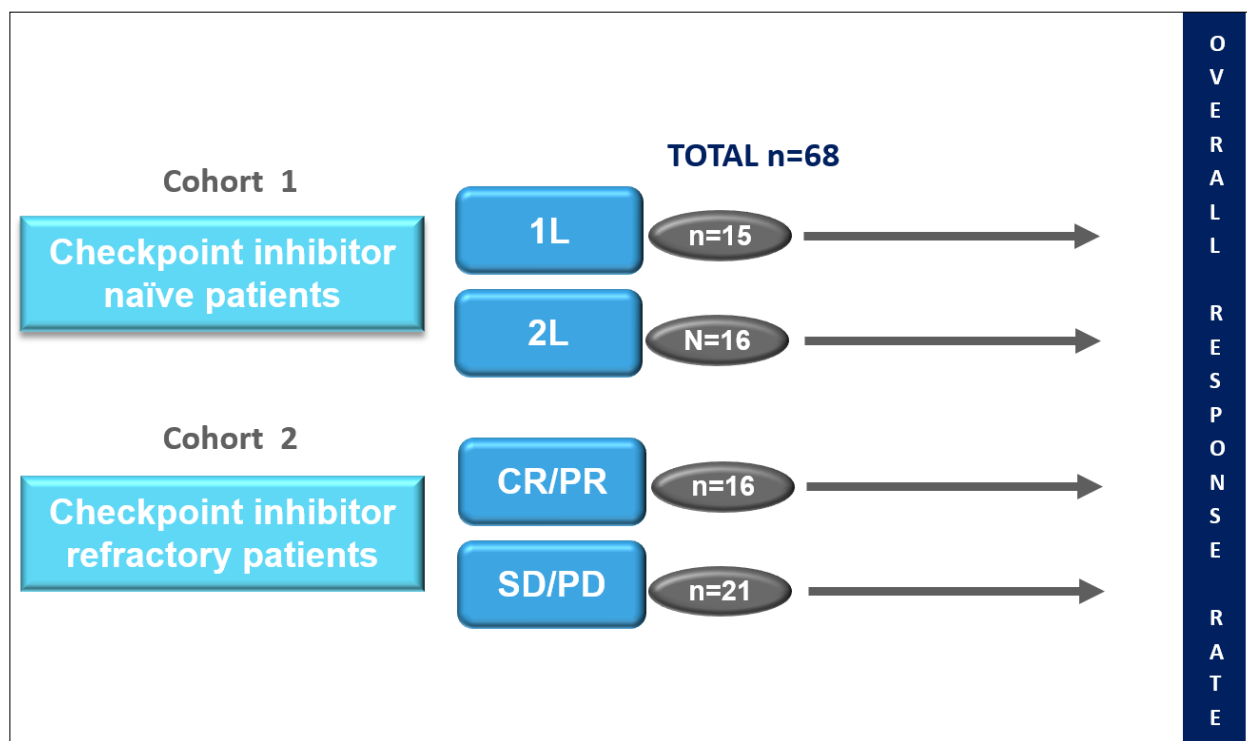 TOTAL n=68
Cohort 1
Checkpoint inhibitor
naïve patients
1L
n=15
2L
N=16
Cohort 2
Checkpoint inhibitor
refractory patients
CR/PR
n=16
SD/PD
n=21
OVERALL RESPONSE RATE